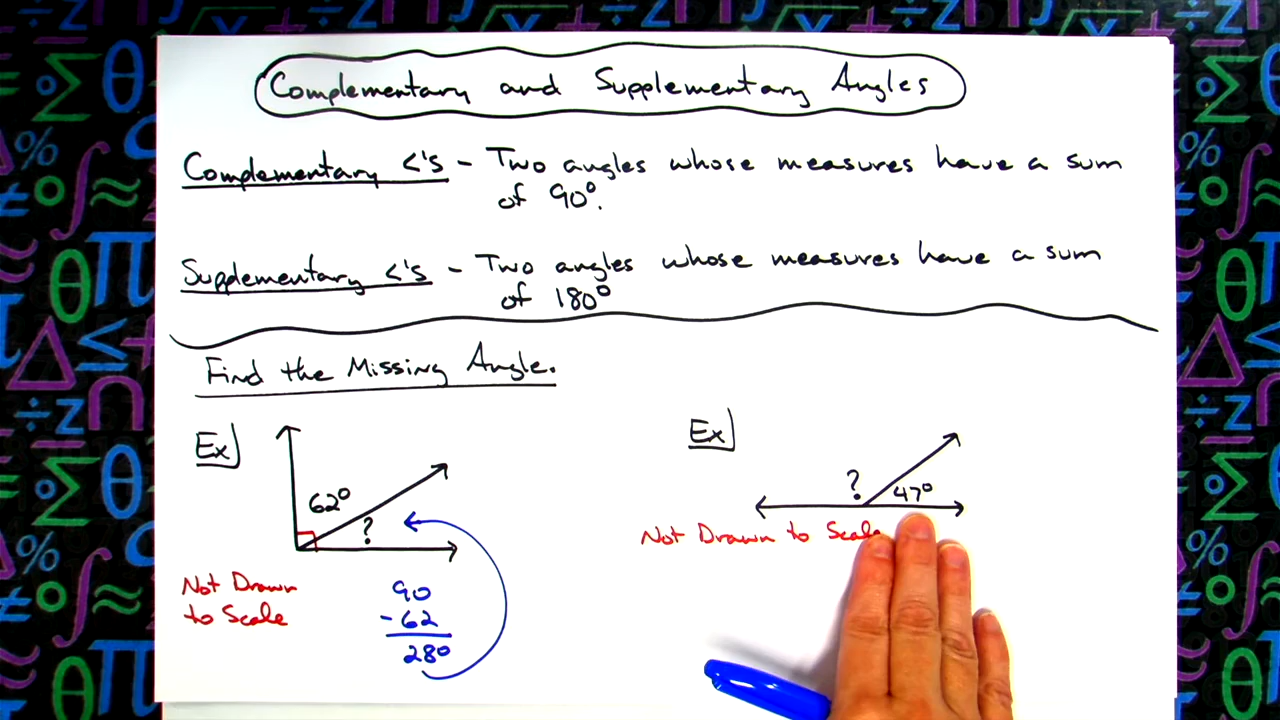 Complementary and Supplementary Angles
Complementary <'s - Two angles whose measures have a sum
of 90°.
Supplementary <'s - Two angles whose measures have a sum
of 180°
Find the Missing Angle.
Ex)
62°
?
Not Drawn
to Scale
90
- 62
28°
Ex)
?
47°
Not Drawn to Scale